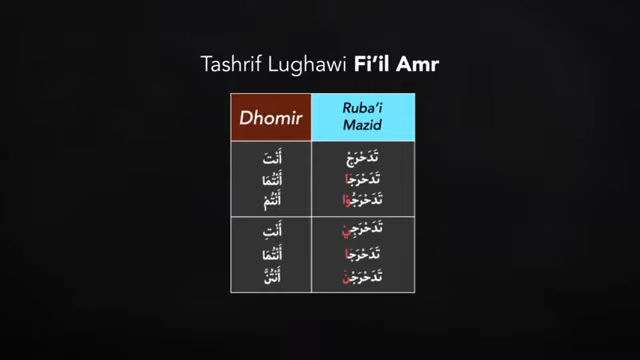 Tashrif Lughawi Fi'il Amr
Dhomir Ruba'i Mazid
أَنْتَ تَدَحْرَجْ
أَنْتُمَا تَدَحْرَجَا
أَنْتُمْ تَدَحْرَجُوْا
أَنْتِ تَدَحْرَجِيْ
أَنْتُمَا تَدَحْرَجَا
أَنْتُنَّ تَدَحْرَجْنَ